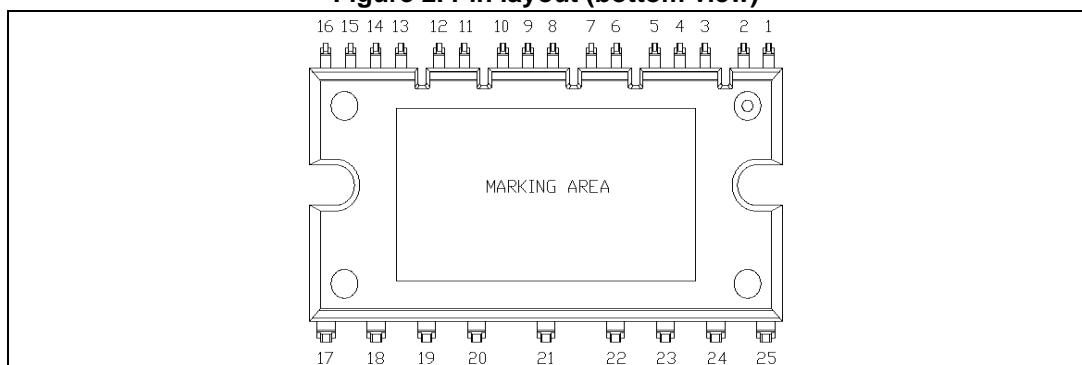 Figure 2. Pin layout (bottom view)
16 15 14 13 12 11 10 9 8 7 6 5 4 3 2 1
MARKING AREA
17 18 19 20 21 22 23 24 25